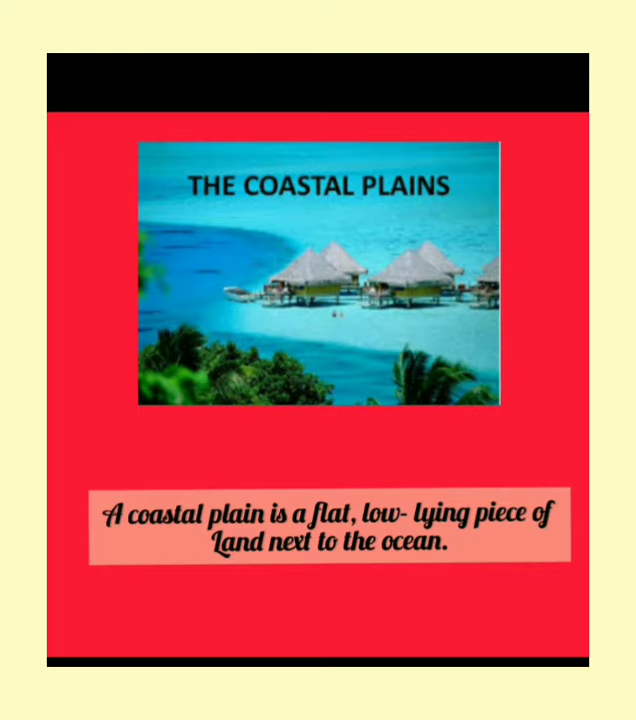 THE COASTAL PLAINS
A coastal plain is a flat, low- lying piece of
Land next to the ocean.